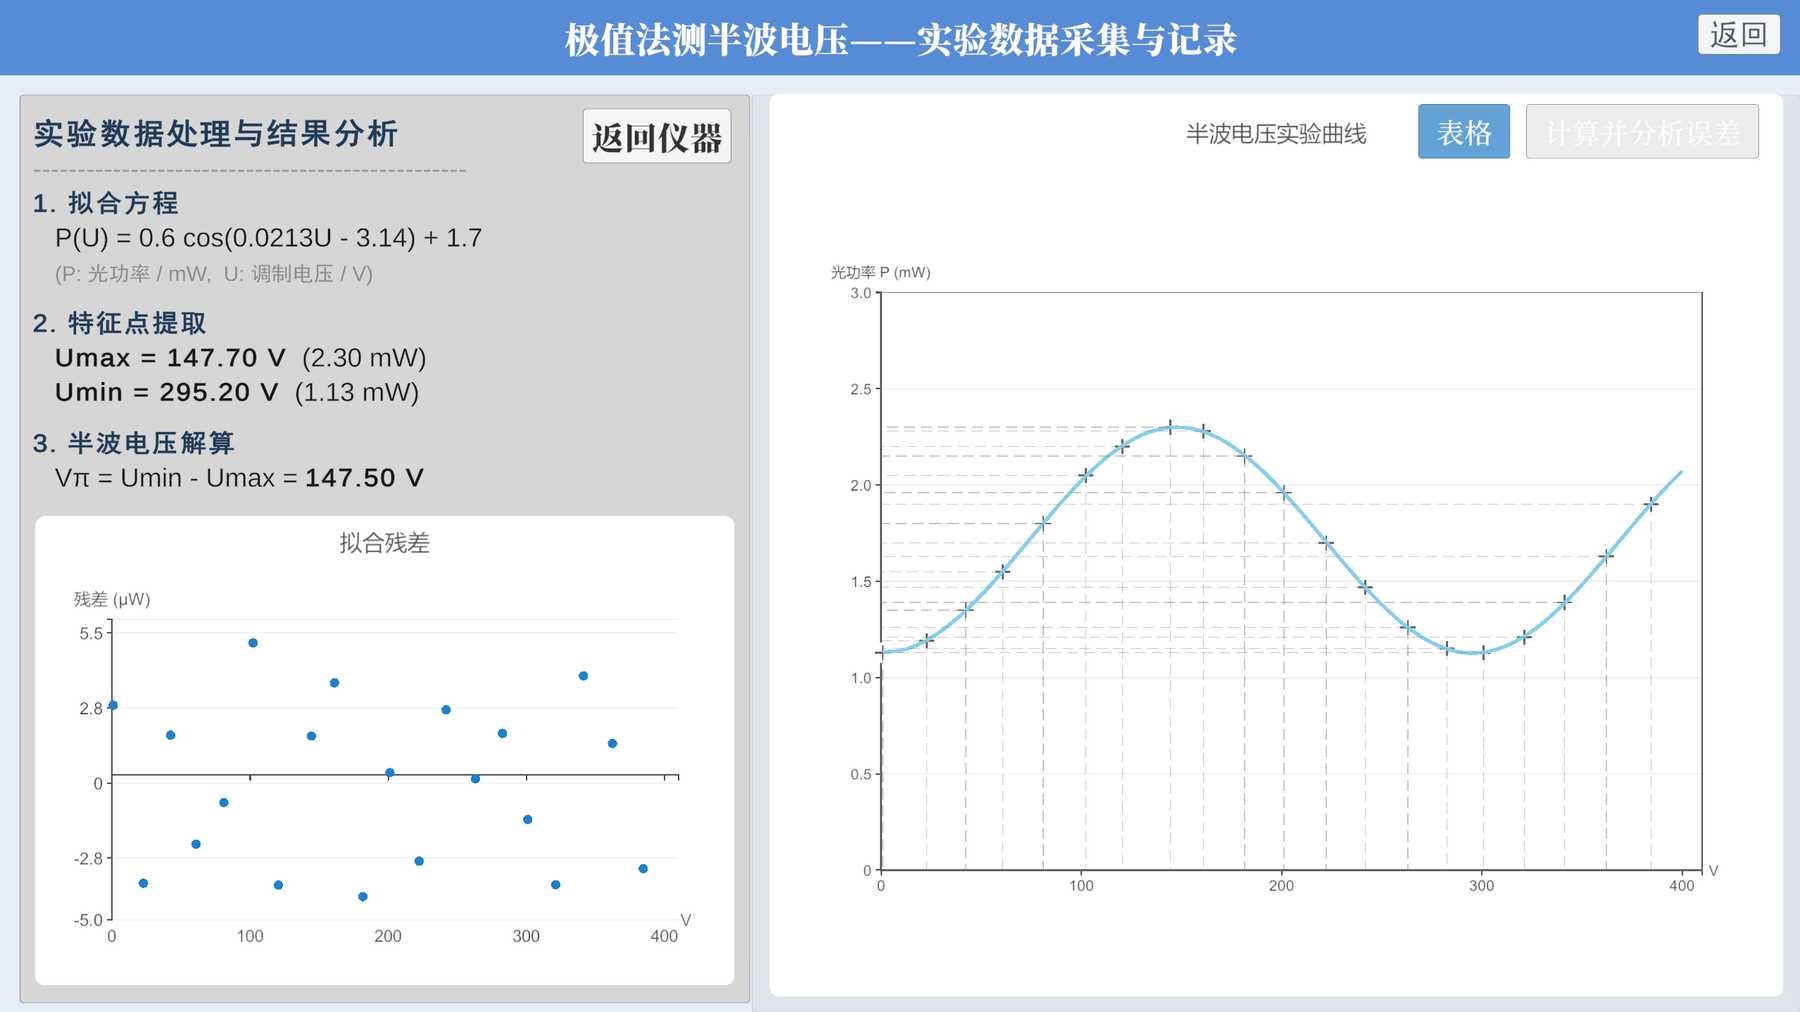 极值法测半波电压——实验数据采集与记录
返回
实验数据处理与结果分析
返回仪器
1. 拟合方程
P(U) = 0.6 cos(0.0213U - 3.14) + 1.7
(P: 光功率 / mW, U: 调制电压 / V)
2. 特征点提取
Umax = 147.70 V (2.30 mW)
Umin = 295.20 V (1.13 mW)
3. 半波电压解算
Vπ = Umin - Umax = 147.50 V
拟合残差
残差 (μW)
5.5
2.8
0
-2.8
-5.0
V
0 100 200 300 400
半波电压实验曲线
表格
计算并分析误差
光功率 P (mW)
3.0
2.5
2.0
1.5
1.0
0.5
0
V
0 100 200 300 400